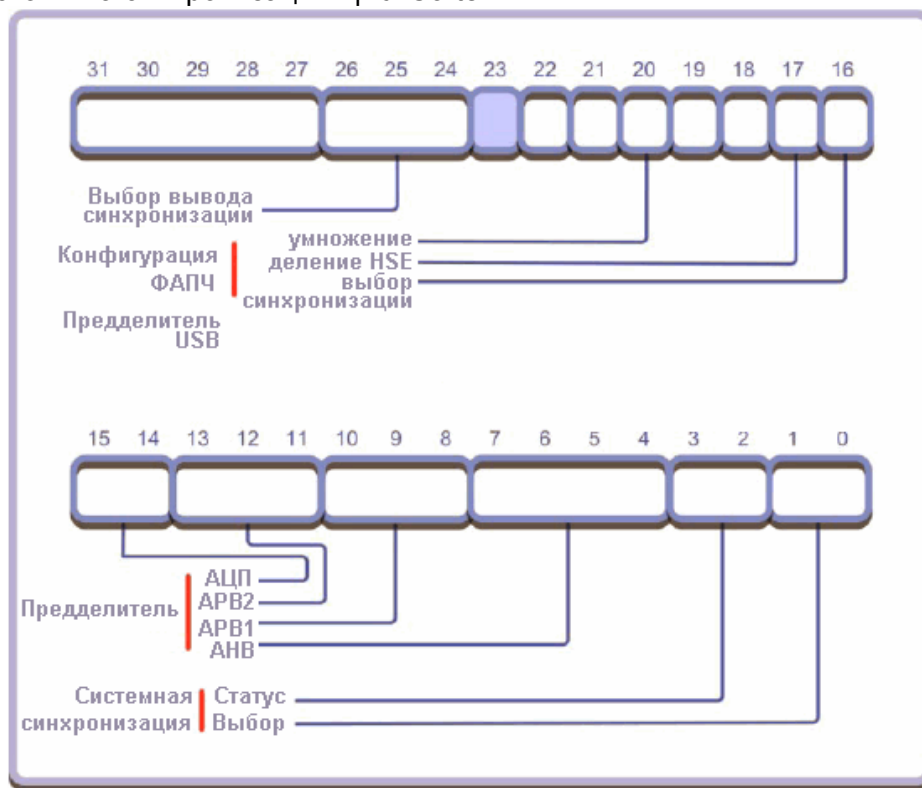 31 30 29 28 27 26 25 24 23 22 21 20 19 18 17 16
Выбор вывода
синхронизации
умножение
деление HSE
выбор
синхронизации
Конфигурация
ФАПЧ
Предделитель
USB
15 14 13 12 11 10 9 8 7 6 5 4 3 2 1 0
Предделитель
АЦП
APB2
APB1
AHB
Системная
синхронизация
Статус
Выбор